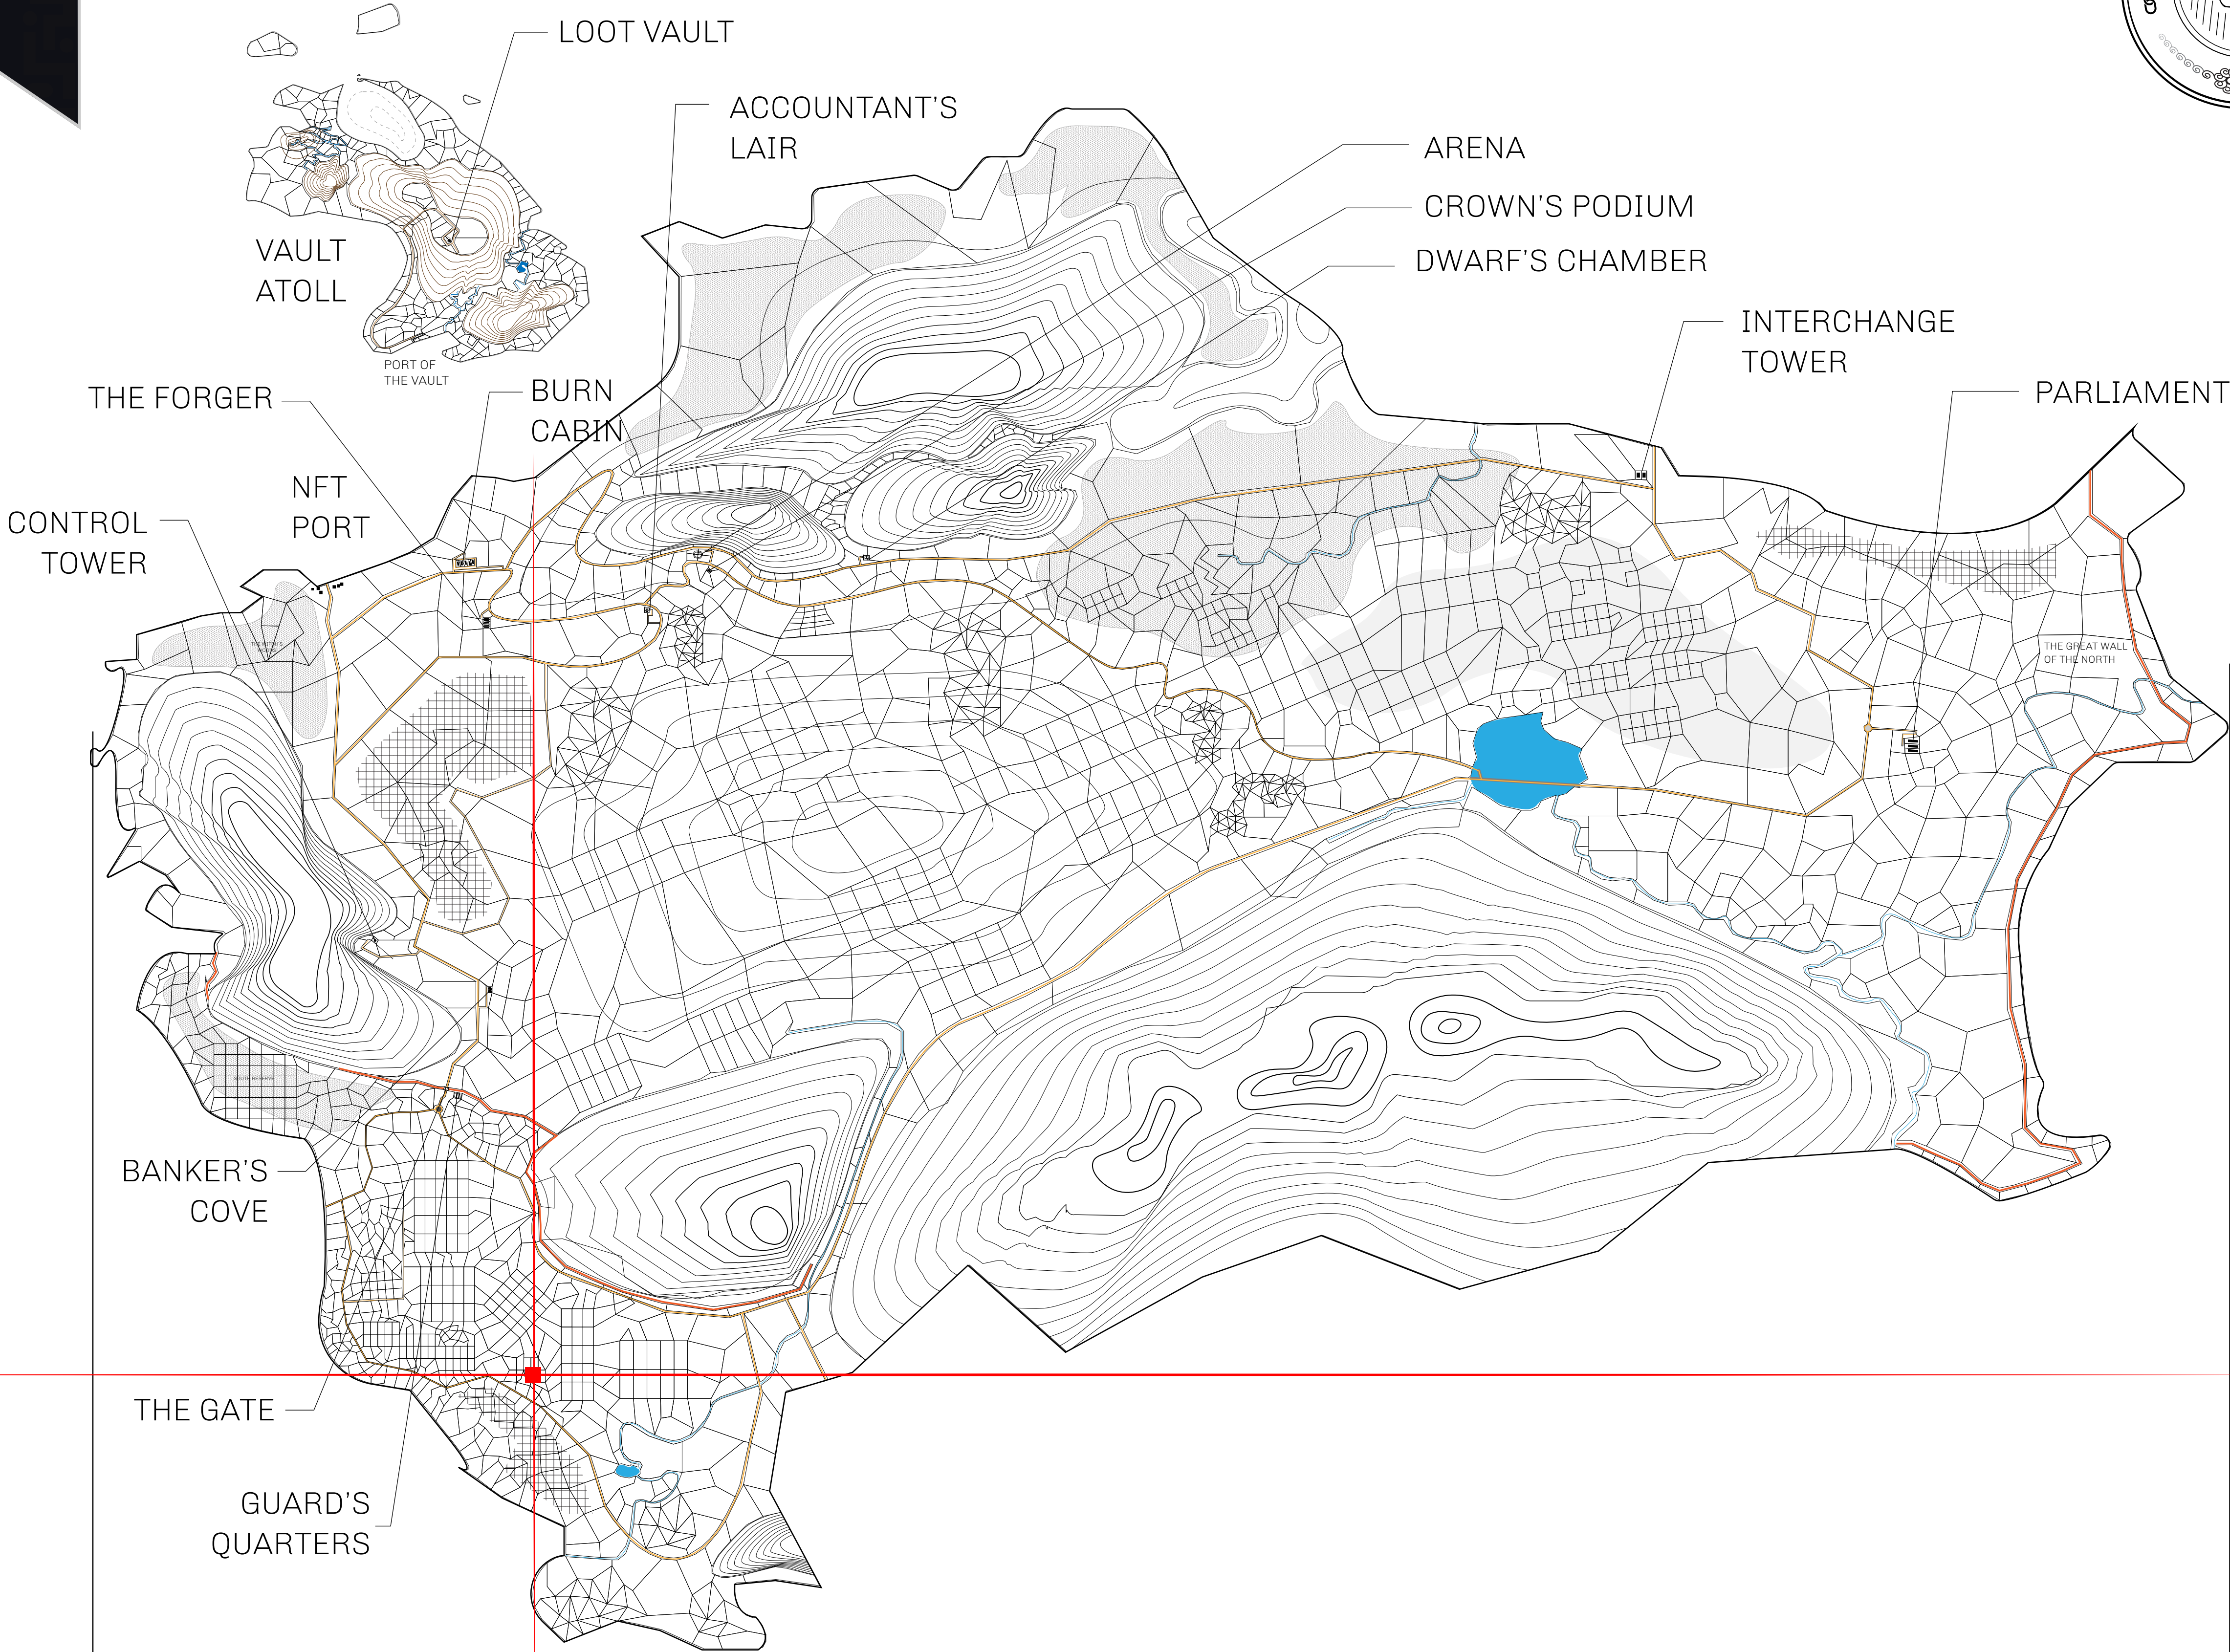 LOOT VAULT
ACCOUNTANT'S
LAIR
ARENA
CROWN'S PODIUM
DWARF'S CHAMBER
VAULT
ATOLL
INTERCHANGE
TOWER
PORT OF
THE VAULT
THE FORGER
BURN
CABIN
PARLIAMENT
NFT
PORT
CONTROL
TOWER
THE GREAT WALL
OF THE NORTH
SOUTH RESERVE
BANKER'S
COVE
THE GATE
GUARD'S
QUARTERS